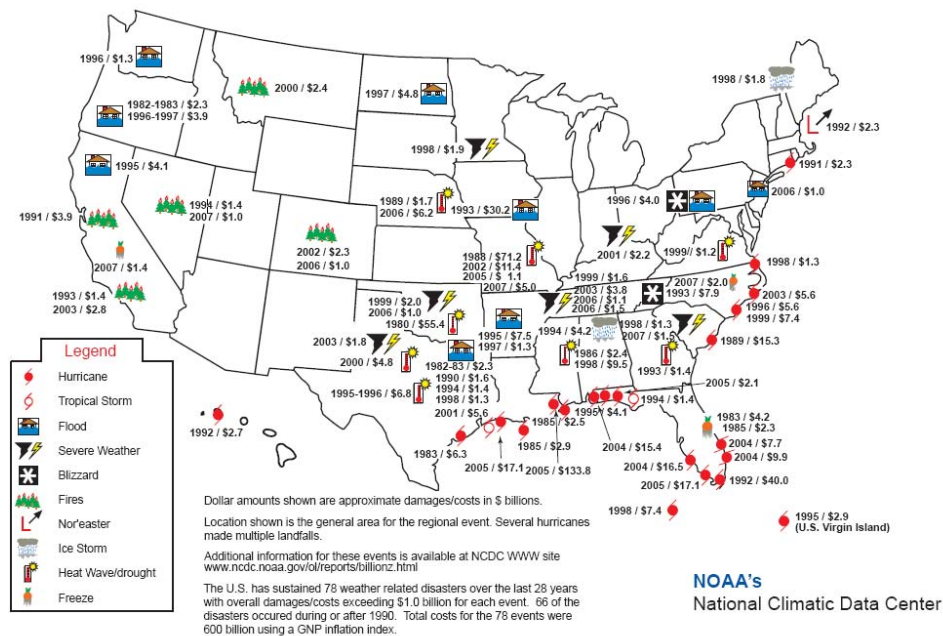 1996 / $1.3
1982-1983 / $2.3
1996-1997 / $3.9
1995 / $4.1
1991 / $3.9
2007 / $1.4
1993 / $1.4
2003 / $2.8
2000 / $2.4
1994 / $1.4
2007 / $1.0
2002 / $2.3
2006 / $1.0
1997 / $4.8
1998 / $1.9
1989 / $1.7
2006 / $6.2
1993 / $30.2
1988 / $71.2
2002 / $11.4
2005 / $ 1.1
2007 / $5.0
1999 / $2.0
2006 / $1.0
1980 / $55.4
2003 / $1.8
2000 / $4.8
1995-1996 / $6.8
1982-83 / $2.3
1990 / $1.6
1994 / $1.4
1998 / $1.3
2001 / $5.6
1995 / $7.5
1997 / $1.3
1983 / $6.3
2005 / $17.1
1985 / $2.9
1985 / $2.5
2005 / $133.8
1994 / $4.2
1986 / $2.4
1998 / $9.5
1999 / $1.6
2003 / $3.8
2006 / $1.1
2006 / $1.5
2001 / $2.2
1996 / $4.0
1998 / $1.8
L
1992 / $2.3
1991 / $2.3
2006 / $1.0
1999// $1.2
1998 / $1.3
2007 / $2.0
1993 / $7.9
2003 / $5.6
1996 / $5.6
1999 / $7.4
1998 / $1.3
2007 / $1.5
1993 / $1.4
1989 / $15.3
2005 / $2.1
1994 / $1.4
1995 / $4.1
2004 / $15.4
1983 / $4.2
1985 / $2.3
2004 / $7.7
2004 / $9.9
2004 / $16.5
2005 / $17.1
1992 / $40.0
1998 / $7.4
1995 / $2.9
(U.S. Virgin Island)
1992 / $2.7
Legend
Hurricane
Tropical Storm
Flood
Severe Weather
Blizzard
Fires
L
Nor'easter
Ice Storm
Heat Wave/drought
Freeze
Dollar amounts shown are approximate damages/costs in $ billions.
Location shown is the general area for the regional event. Several hurricanes
made multiple landfalls.
Additional information for these events is available at NCDC WWW site
www.ncdc.noaa.gov/ol/reports/billionz.html
The U.S. has sustained 78 weather related disasters over the last 28 years
with overall damages/costs exceeding $1.0 billion for each event. 66 of the
disasters occured during or after 1990. Total costs for the 78 events were
600 billion using a GNP inflation index.
NOAA's
National Climatic Data Center